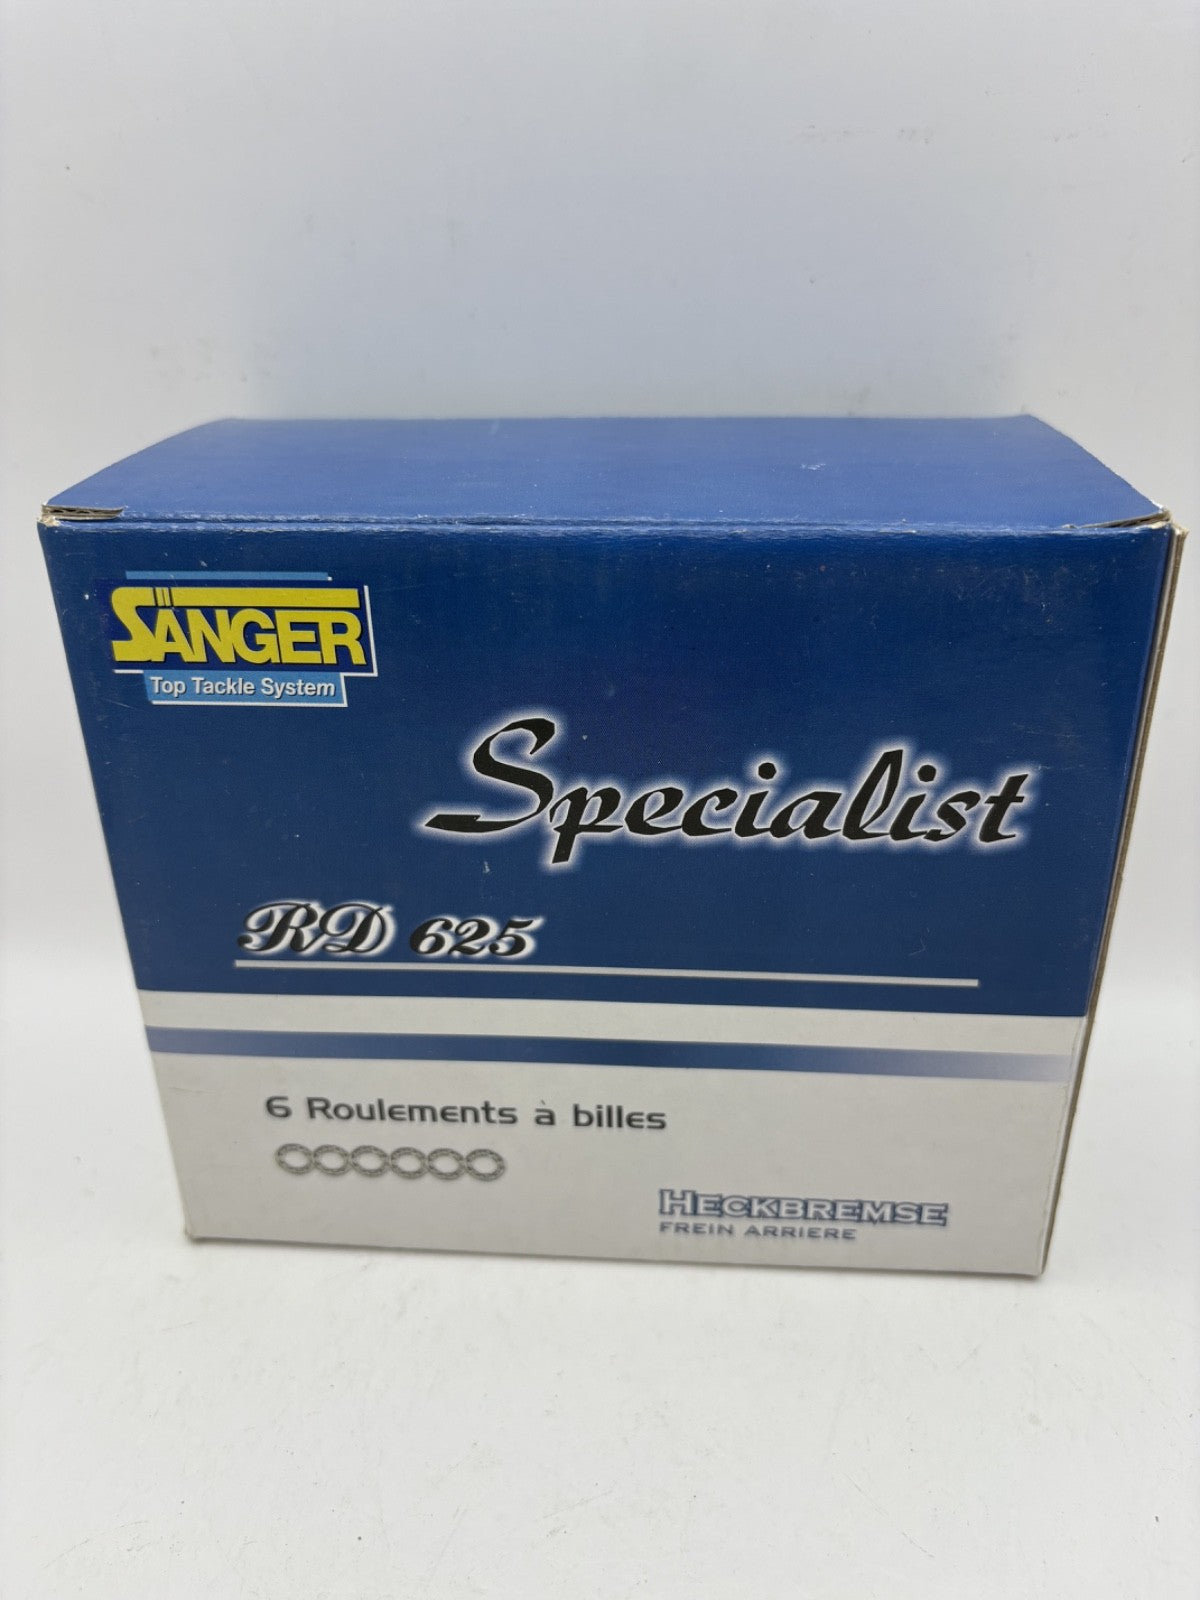 SÄNGER
Top Tackle System
Specialist
RD 625
6 Roulements à billes
HECKBREMSE
FREIN ARRIERE